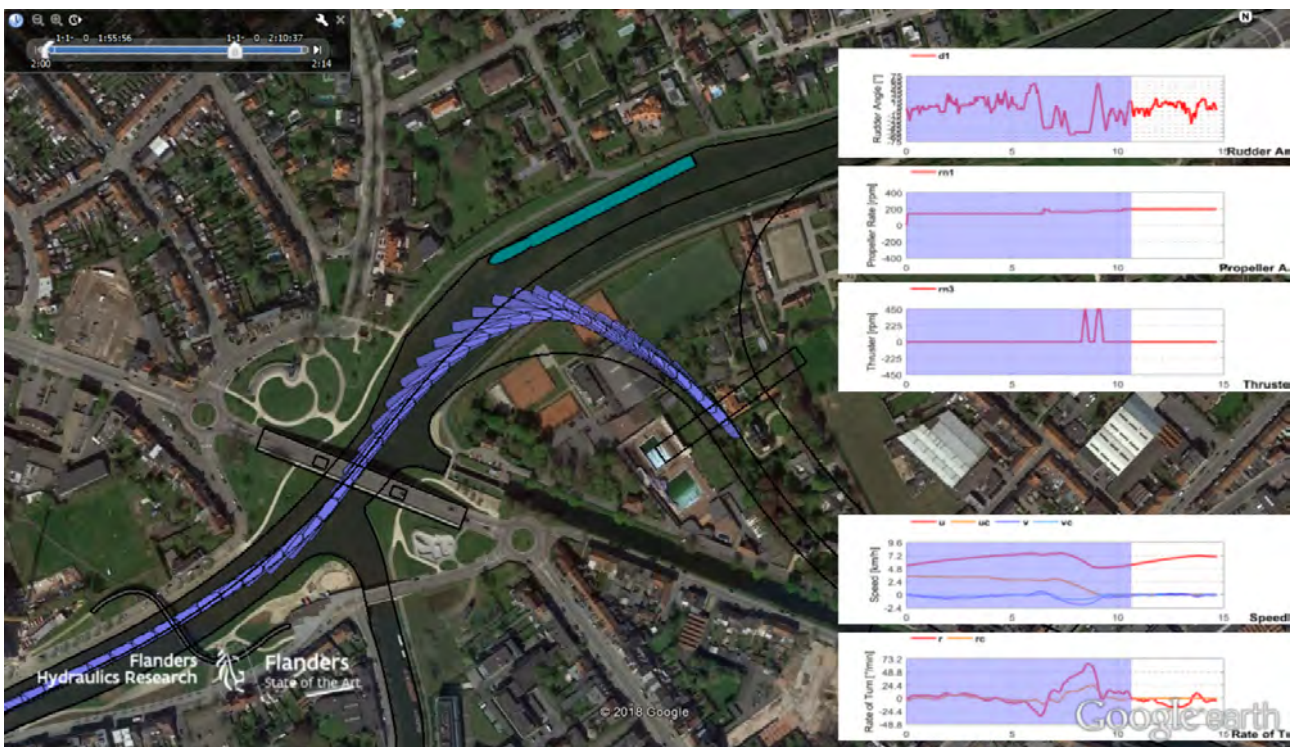 1-1- 0 1:55:56
1-1- 0 2:10:37
2:00
2:14
N
d1
Rudder Angle [°]
0
5
10
15
Rudder An
rn1
Propeller Rate [rpm]
400
200
0
-200
-400
0
5
10
Propeller A.
rn3
Thruster [rpm]
450
225
0
-225
-450
0
5
10
15
Thruste
u uc v vc
Speed [km/h]
9.6
7.2
4.8
2.4
0
-2.4
0
5
10
15
Speed
r rc
Rate of Turn [°/min]
73.2
48.8
24.4
0
-24.4
-48.8
0
5
10
15
Rate of T
Flanders
Hydraulics Research
Flanders
State of the Art
© 2018 Google
Google earth